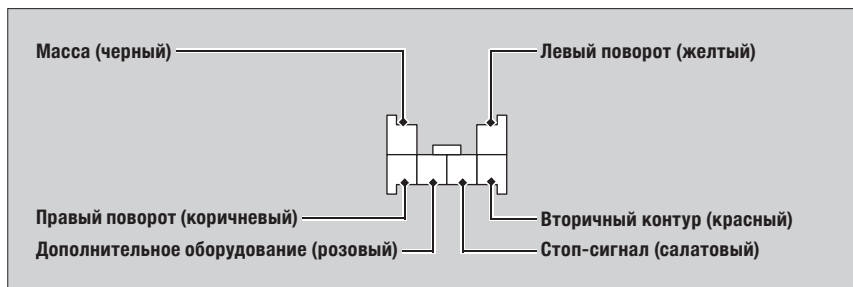 Масса (черный)
Левый поворот (желтый)
Правый поворот (коричневый)
Вторичный контур (красный)
Дополнительное оборудование (розовый)
Стоп-сигнал (салатовый)